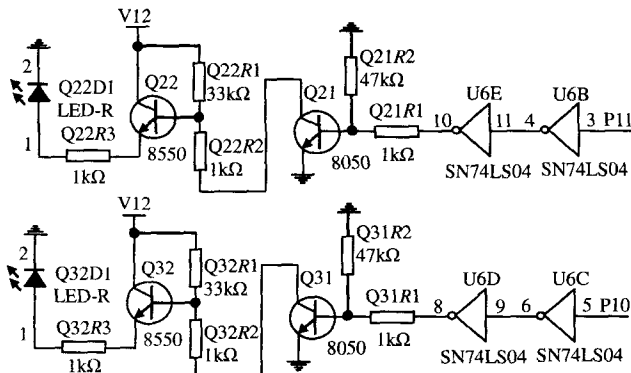 V12
Q21R2
47kΩ
2
Q22D1
LED-R
Q22
Q22R1
33kΩ
Q21
Q21R1
U6E
U6B
10
11
4
3 P11
Q22R3
Q22R2
1
1kΩ
8550
1kΩ
8050
1kΩ
SN74LS04
SN74LS04
V12
Q31R2
47kΩ
2
Q32D1
LED-R
Q32
Q32R1
33kΩ
Q31
Q31R1
U6D
U6C
8
9
6
5 P10
Q32R3
Q32R2
1
1kΩ
8550
1kΩ
8050
1kΩ
SN74LS04
SN74LS04